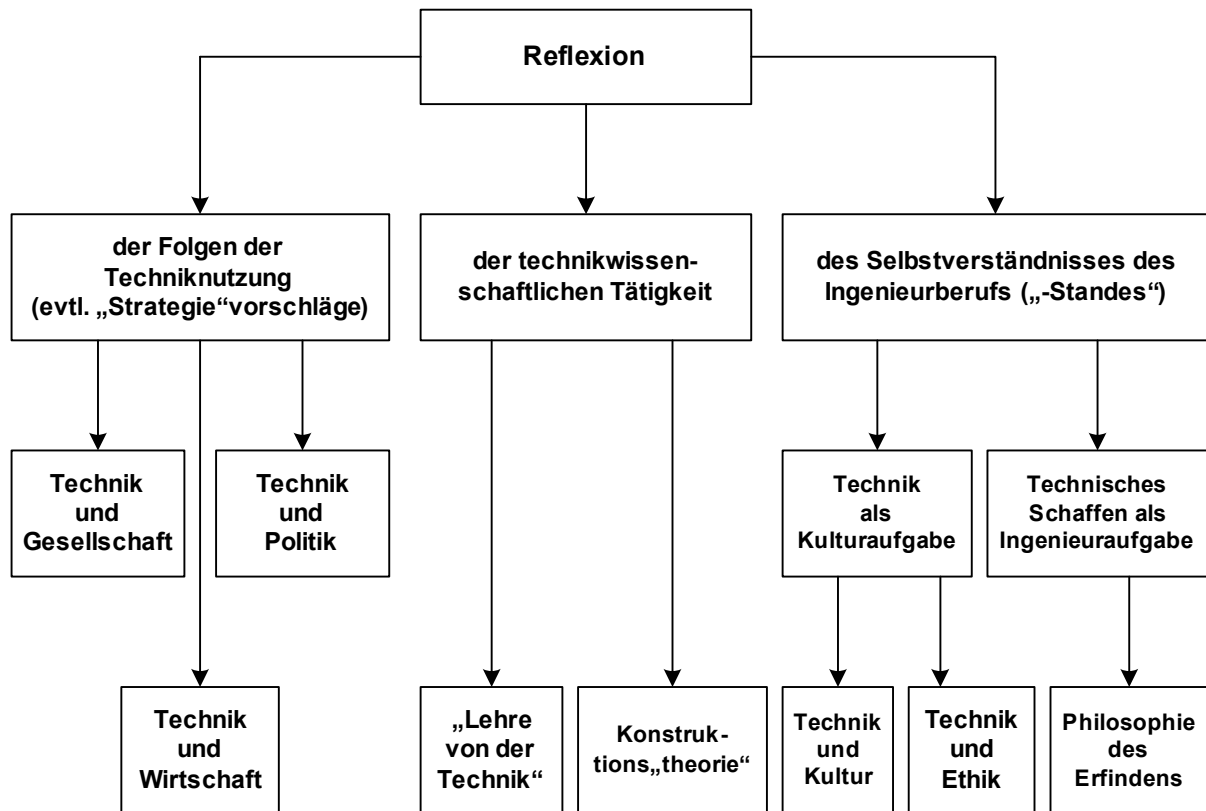 Reflexion
der Folgen der
Techniknutzung
(evtl. „Strategie“vorschläge)
der technikwissen-
schaftlichen Tätigkeit
des Selbstverständnisses des
Ingenieurberufs („-Standes“)
Technik
und
Gesellschaft
Technik
und
Politik
Technik
als
Kulturaufgabe
Technisches
Schaffen als
Ingenieuraufgabe
Technik
und
Wirtschaft
„Lehre
von der
Technik“
Konstruk-
tions„theorie“
Technik
und
Kultur
Technik
und
Ethik
Philosophie
des
Erfindens